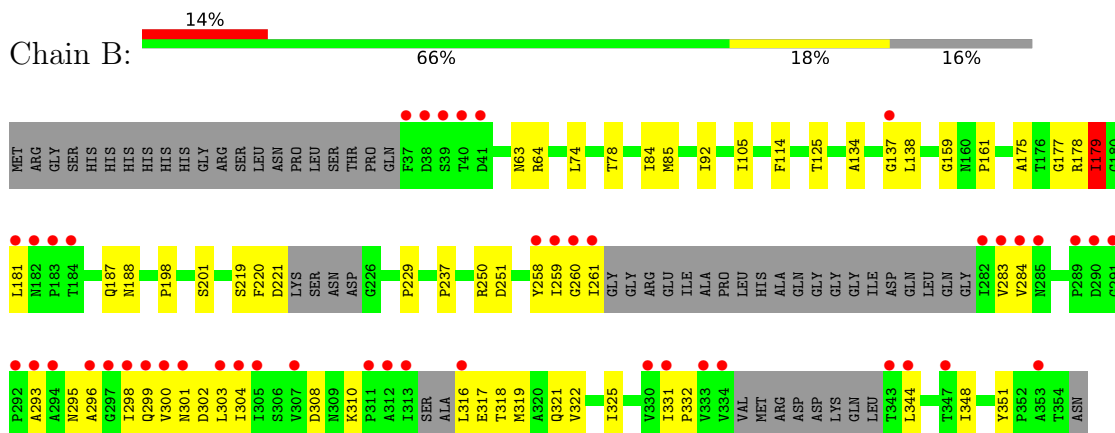 14%
Chain B:
66% 18% 16%
MET ARG GLY SER HIS HIS HIS HIS HIS HIS GLY ARG SER LEU ASN PRO LEU SER THR PRO GLN F37 D38 S39 T40 D41 N63 R64 L74 T78 I84 M85 I92 I105 F114 T125 A134 G137 L138 G159 N160 P161 A175 T176 G177 R178 I179 G180
L181 N182 P183 T184 Q187 N188 P198 S201 S219 F220 D221 LYS SER ASN ASP G226 P229 P237 R250 D251 Y258 I259 G260 I261 GLY GLY ARG GLU ILE ALA PRO LEU HIS ALA GLN GLY GLY GLY ILE ASP GLN LEU GLN GLY I282 V283 V284 N285 P289 D290 G291
P292 A293 A294 N295 A296 G297 I298 Q299 V300 N301 D302 L303 I304 I305 S306 V307 D308 N309 K310 P311 A312 I313 SER ALA L316 E317 T318 M319 A320 Q321 V322 I325 V330 I331 P332 V333 V334 VAL MET ARG ASP ASP LYS GLN LEU T343 L344 T347 I348 Y351 P352 A353 T354 ASN